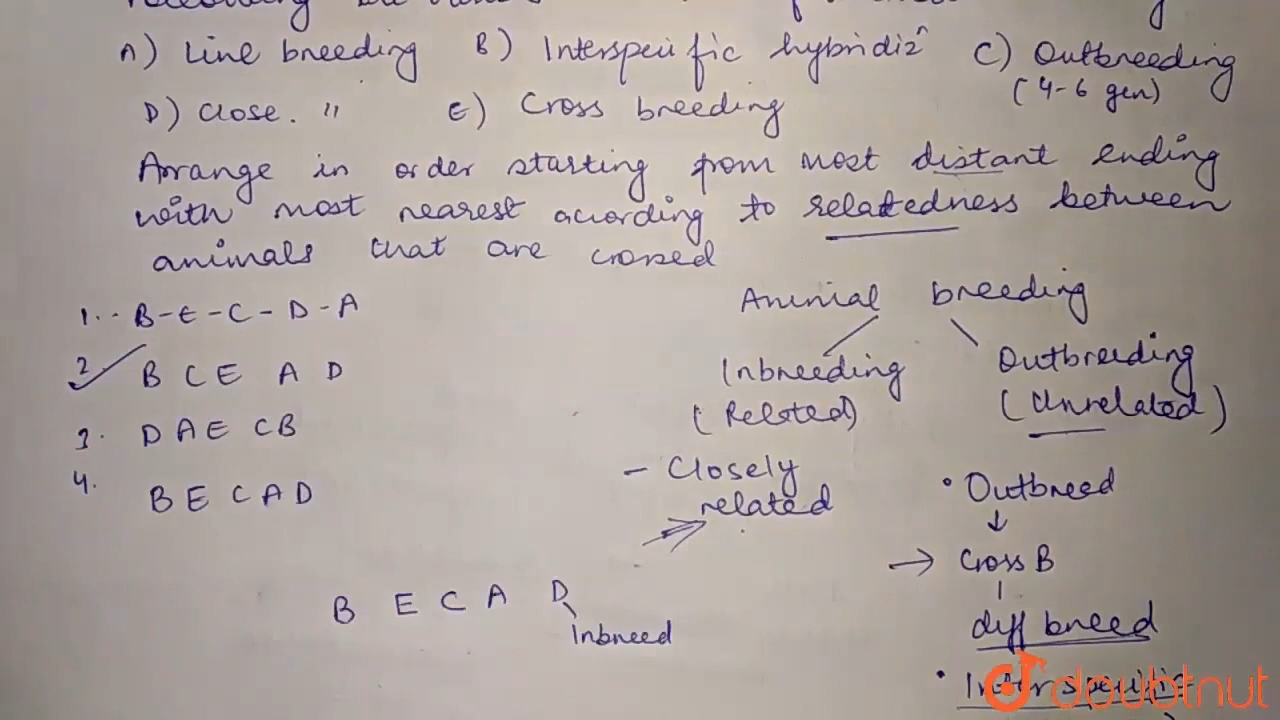 A) Line breeding B) Interspecific hybridizn C) Outbreeding
(4-6 gen)
D) Close. " E) Cross breeding
Arrange in order starting from most distant ending
with most nearest according to relatedness between
animals that are crossed
1. B-E-C-D-A
2 B C E A D
3. D A E C B
4. B E C A D
Animal breeding
Inbreeding
(Related)
- Closely
related
Outbreeding
(Unrelated)
• Outbreed
↓
→ Cross B
diff breed
• Interspecific
B E C A D
Inbreed
doubtnut